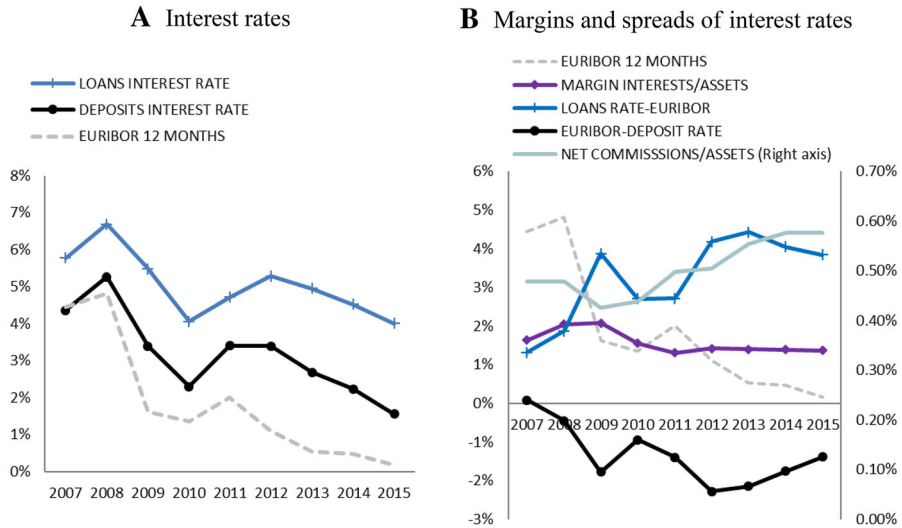 A Interest rates
LOANS INTEREST RATE
DEPOSITS INTEREST RATE
EURIBOR 12 MONTHS
8%
7%
6%
5%
4%
3%
2%
1%
0%
2007 2008 2009 2010 2011 2012 2013 2014 2015
B Margins and spreads of interest rates
EURIBOR 12 MONTHS
MARGIN INTERESTS/ASSETS
LOANS RATE-EURIBOR
EURIBOR-DEPOSIT RATE
NET COMMISSSIONS/ASSETS (Right axis)
6%
5%
4%
3%
2%
1%
0%
-1%
-2%
-3%
2007 2008 2009 2010 2011 2012 2013 2014 2015
0.70%
0.60%
0.50%
0.40%
0.30%
0.20%
0.10%
0.00%